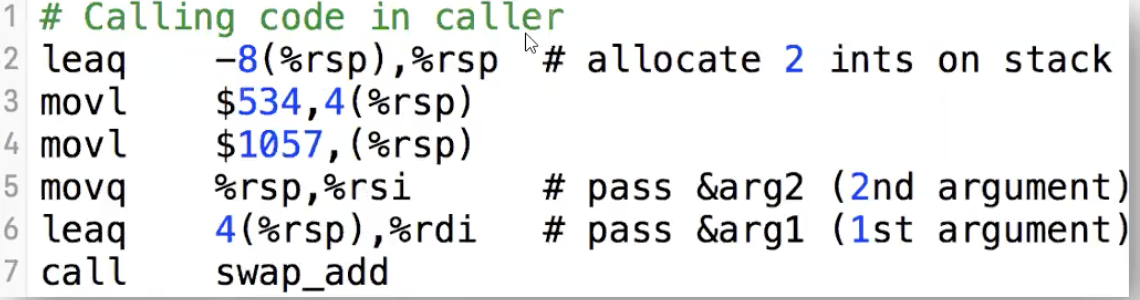 1 # Calling code in caller
2 leaq -8(%rsp),%rsp # allocate 2 ints on stack
3 movl $534,4(%rsp)
4 movl $1057,(%rsp)
5 movq %rsp,%rsi # pass &arg2 (2nd argument)
6 leaq 4(%rsp),%rdi # pass &arg1 (1st argument)
7 call swap_add